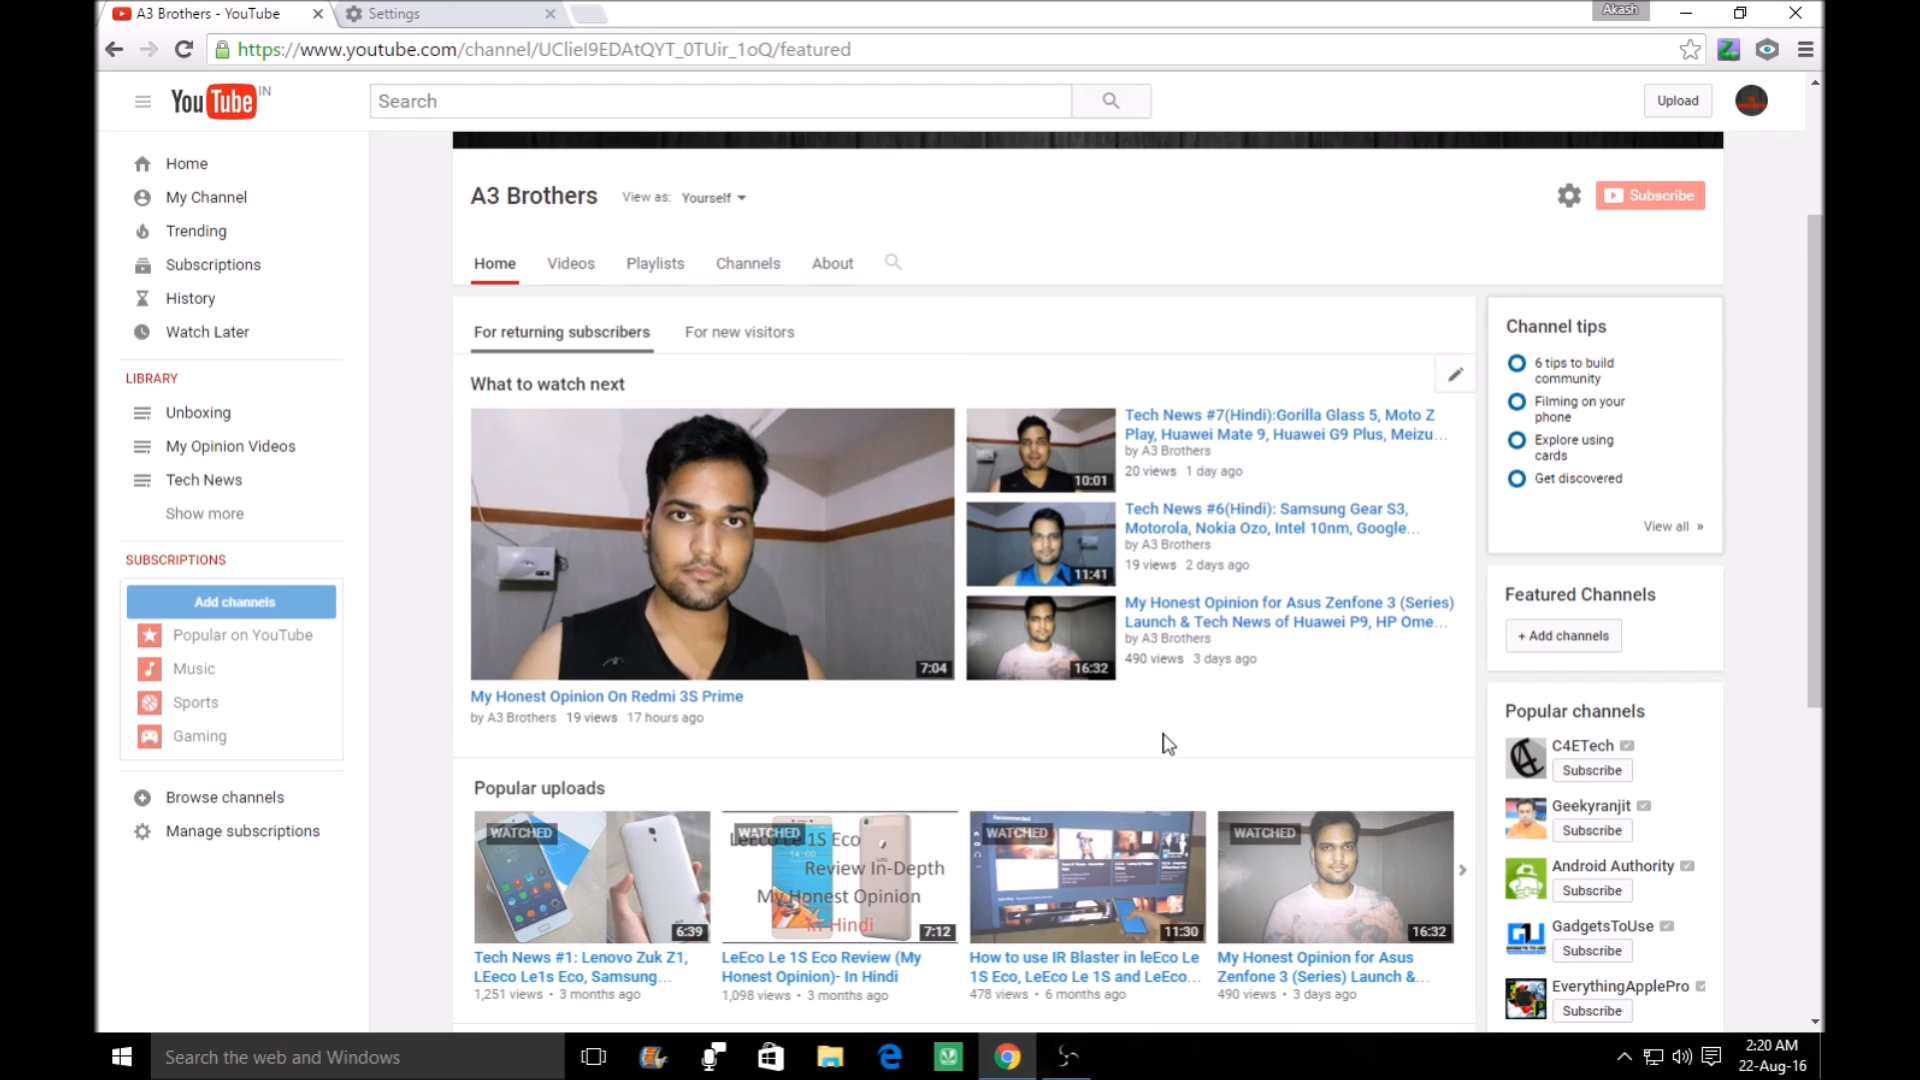 A3 Brothers - YouTube
Settings
Akash
https://www.youtube.com/channel/UClieI9EDAtQYT_0TUir_1oQ/featured
YouTube IN
Search
Upload
Home
My Channel
Trending
Subscriptions
History
Watch Later
LIBRARY
Unboxing
My Opinion Videos
Tech News
Show more
SUBSCRIPTIONS
Add channels
Popular on YouTube
Music
Sports
Gaming
Browse channels
Manage subscriptions
A3 Brothers
View as: Yourself
Subscribe
Home
Videos
Playlists
Channels
About
For returning subscribers
For new visitors
What to watch next
7:04
My Honest Opinion On Redmi 3S Prime
by A3 Brothers 19 views 17 hours ago
10:01
Tech News #7(Hindi):Gorilla Glass 5, Moto Z
Play, Huawei Mate 9, Huawei G9 Plus, Meizu...
by A3 Brothers
20 views 1 day ago
11:41
Tech News #6(Hindi): Samsung Gear S3,
Motorola, Nokia Ozo, Intel 10nm, Google...
by A3 Brothers
19 views 2 days ago
16:32
My Honest Opinion for Asus Zenfone 3 (Series)
Launch & Tech News of Huawei P9, HP Ome...
by A3 Brothers
490 views 3 days ago
Popular uploads
WATCHED
6:39
Tech News #1: Lenovo Zuk Z1,
LEeco Le1s Eco, Samsung...
1,251 views • 3 months ago
WATCHED
LeEco Le 1S Eco
Review In-Depth
My Honest Opinion
In Hindi
7:12
LeEco Le 1S Eco Review (My
Honest Opinion)- In Hindi
1,098 views • 3 months ago
WATCHED
11:30
How to use IR Blaster in leEco Le
1S Eco, LeEco Le 1S and LeEco...
478 views • 6 months ago
WATCHED
16:32
My Honest Opinion for Asus
Zenfone 3 (Series) Launch &...
490 views • 3 days ago
Channel tips
6 tips to build
community
Filming on your
phone
Explore using
cards
Get discovered
View all »
Featured Channels
+ Add channels
Popular channels
C4ETech
Subscribe
Geekyranjit
Subscribe
Android Authority
Subscribe
GadgetsToUse
Subscribe
EverythingApplePro
Subscribe
Search the web and Windows
2:20 AM
22-Aug-16